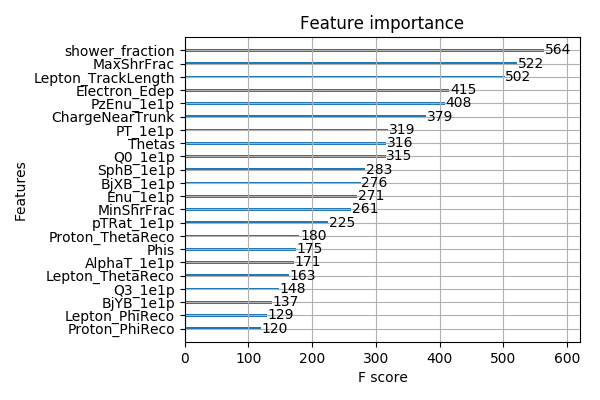 Feature importance
shower_fraction 564
MaxShrFrac 522
Lepton_TrackLength 502
Electron_Edep 415
PzEnu_1e1p 408
ChargeNearTrunk 379
PT_1e1p 319
Thetas 316
Q0_1e1p 315
SphB_1e1p 283
BjXB_1e1p 276
Enu_1e1p 271
MinShrFrac 261
pTRat_1e1p 225
Proton_ThetaReco 180
Phis 175
AlphaT_1e1p 171
Lepton_ThetaReco 163
Q3_1e1p 148
BjYB_1e1p 137
Lepton_PhiReco 129
Proton_PhiReco 120
0 100 200 300 400 500 600
F score
Features